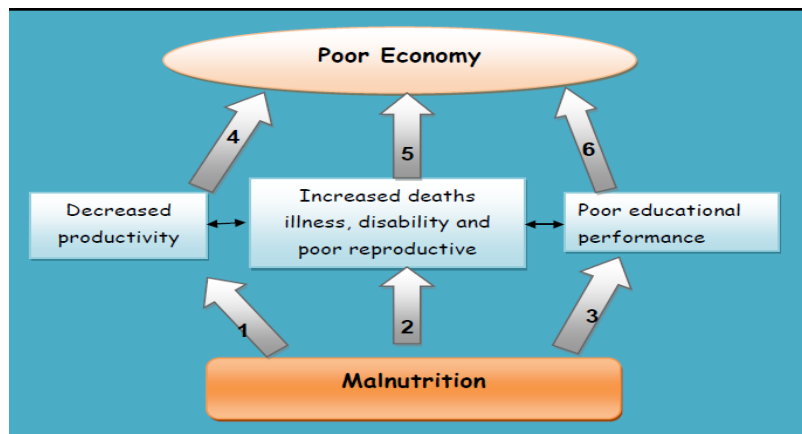 Poor Economy
4
5
6
Decreased
productivity
Increased deaths
illness, disability and
poor reproductive
Poor educational
performance
1
2
3
Malnutrition